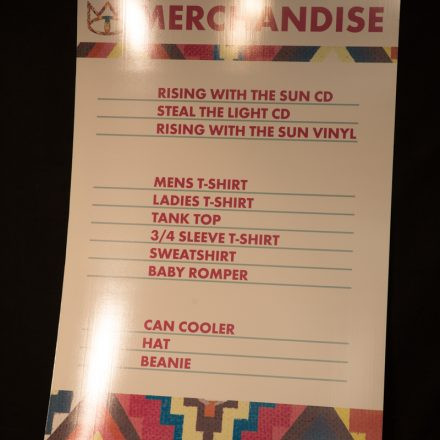 MERCHANDISE
RISING WITH THE SUN CD
STEAL THE LIGHT CD
RISING WITH THE SUN VINYL
MENS T-SHIRT
LADIES T-SHIRT
TANK TOP
3/4 SLEEVE T-SHIRT
SWEATSHIRT
BABY ROMPER
CAN COOLER
HAT
BEANIE